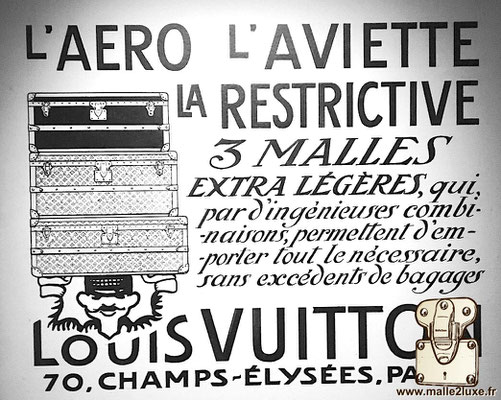 L'AERO L'AVIETTE
LA RESTRICTIVE
3 MALLES
EXTRA LÉGÈRES, qui,
par d'ingénieuses combi-
-naisons, permettent d'em-
-porter tout le nécessaire,
sans excédents de bagages
LOUIS VUITTON
70, CHAMPS-ÉLYSÉES, PA
www.malle2luxe.fr